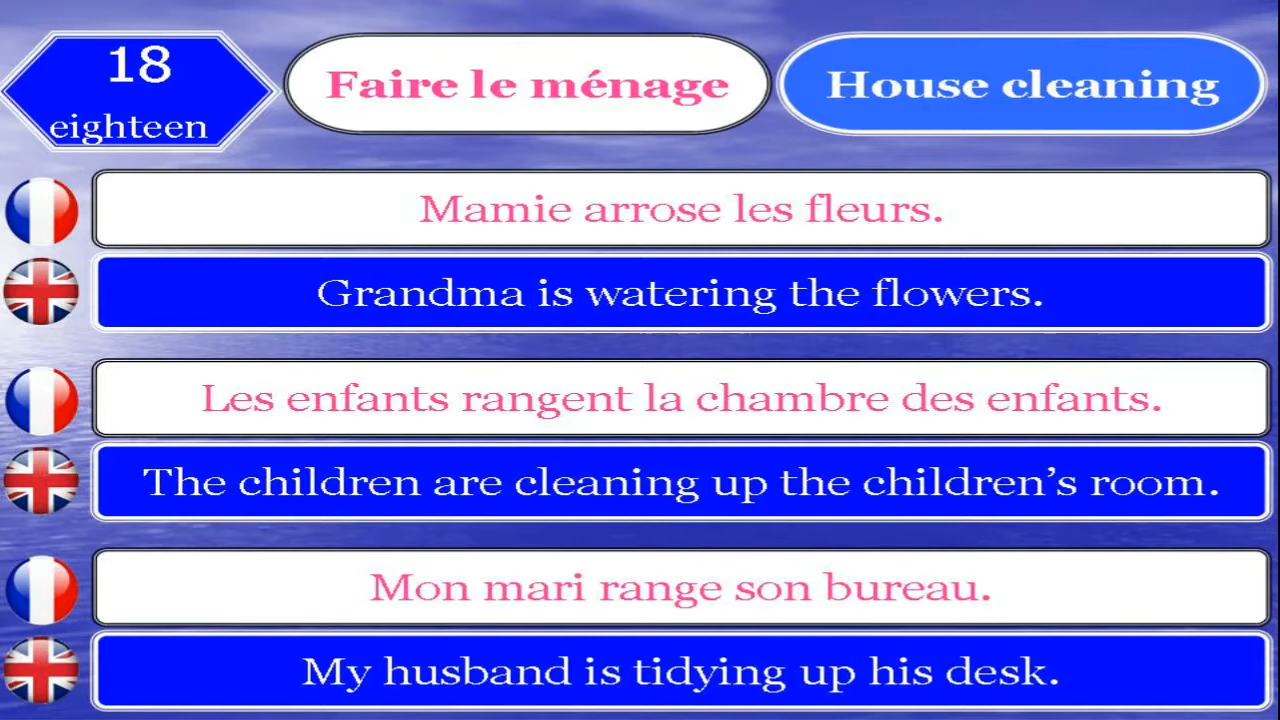 18
eighteen
Faire le ménage
House cleaning
Mamie arrose les fleurs.
Grandma is watering the flowers.
Les enfants rangent la chambre des enfants.
The children are cleaning up the children’s room.
Mon mari range son bureau.
My husband is tidying up his desk.